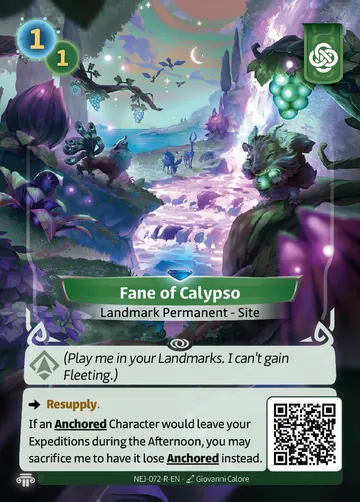 1
1
Fane of Calypso
Landmark Permanent - Site
(Play me in your Landmarks. I can't gain
Fleeting.)
Resupply.
If an Anchored Character would leave your
Expeditions during the Afternoon, you may
sacrifice me to have it lose Anchored instead.
NEJ-072-R-EN - Giovanni Calore